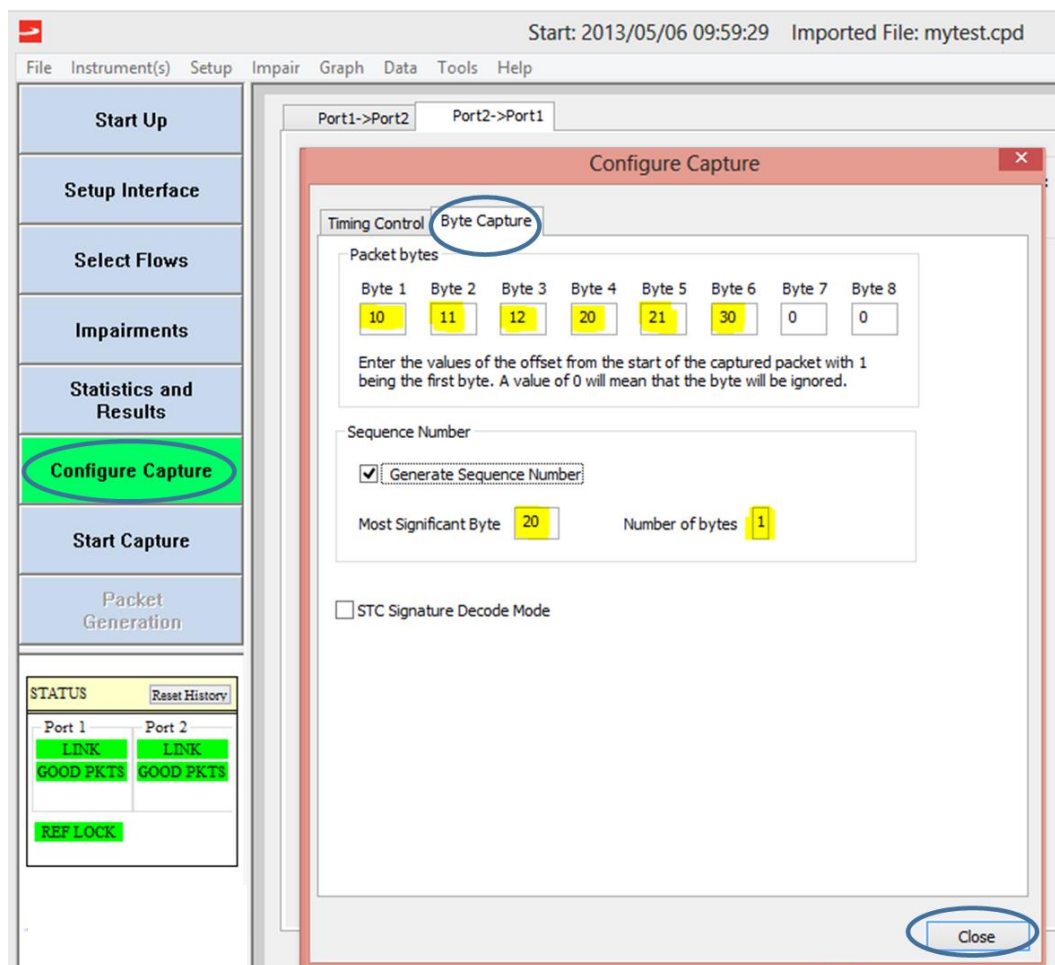 Start: 2013/05/06 09:59:29 Imported File: mytest.cpd
File Instrument(s) Setup Impair Graph Data Tools Help
Start Up
Setup Interface
Select Flows
Impairments
Statistics and
Results
Configure Capture
Start Capture
Packet
Generation
STATUS Reset History
Port 1 Port 2
LINK LINK
GOOD PKTS GOOD PKTS
REF LOCK
Port1->Port2 Port2->Port1
Configure Capture
Timing Control Byte Capture
Packet bytes
Byte 1 Byte 2 Byte 3 Byte 4 Byte 5 Byte 6 Byte 7 Byte 8
10 11 12 20 21 30 0 0
Enter the values of the offset from the start of the captured packet with 1
being the first byte. A value of 0 will mean that the byte will be ignored.
Sequence Number
Generate Sequence Number
Most Significant Byte 20 Number of bytes 1
STC Signature Decode Mode
Close